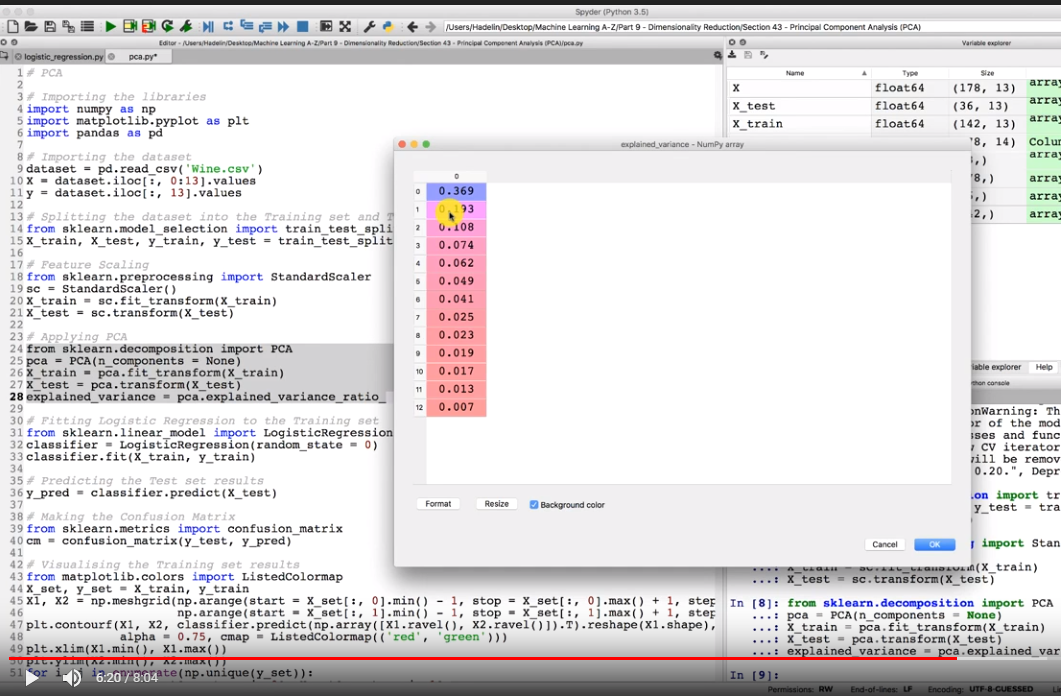 Spyder (Python 3.5)
/Users/Hadelin/Desktop/Machine Learning A-Z/Part 9 - Dimensionality Reduction/Section 43 - Principal Component Analysis (PCA)
Editor - /Users/Hadelin/Desktop/Machine Learning A-Z/Part 9 - Dimensionality Reduction/Section 43 - Principal Component Analysis (PCA)/pca.py
logistic_regression.py pca.py*
1 # PCA
2
3 # Importing the libraries
4 import numpy as np
5 import matplotlib.pyplot as plt
6 import pandas as pd
7
8 # Importing the dataset
9 dataset = pd.read_csv('Wine.csv')
10 X = dataset.iloc[:, 0:13].values
11 y = dataset.iloc[:, 13].values
12
13 # Splitting the dataset into the Training set and T
14 from sklearn.model_selection import train_test_spli
15 X_train, X_test, y_train, y_test = train_test_split
16
17 # Feature Scaling
18 from sklearn.preprocessing import StandardScaler
19 sc = StandardScaler()
20 X_train = sc.fit_transform(X_train)
21 X_test = sc.transform(X_test)
22
23 # Applying PCA
24 from sklearn.decomposition import PCA
25 pca = PCA(n_components = None)
26 X_train = pca.fit_transform(X_train)
27 X_test = pca.transform(X_test)
28 explained_variance = pca.explained_variance_ratio_
29
30 # Fitting Logistic Regression to the Training set
31 from sklearn.linear_model import LogisticRegression
32 classifier = LogisticRegression(random_state = 0)
33 classifier.fit(X_train, y_train)
34
35 # Predicting the Test set results
36 y_pred = classifier.predict(X_test)
37
38 # Making the Confusion Matrix
39 from sklearn.metrics import confusion_matrix
40 cm = confusion_matrix(y_test, y_pred)
41
42 # Visualising the Training set results
43 from matplotlib.colors import ListedColormap
44 X_set, y_set = X_train, y_train
45 X1, X2 = np.meshgrid(np.arange(start = X_set[:, 0].min() - 1, stop = X_set[:, 0].max() + 1, step
46 np.arange(start = X_set[:, 1].min() - 1, stop = X_set[:, 1].max() + 1, step
47 plt.contourf(X1, X2, classifier.predict(np.array([X1.ravel(), X2.ravel()]).T).reshape(X1.shape),
48 alpha = 0.75, cmap = ListedColormap(('red', 'green')))
49 plt.xlim(X1.min(), X1.max())
50 plt.ylim(X2.min(), X2.max())
51 for i, j in enumerate(np.unique(y_set)):
6:20 / 8:04
explained_variance - NumPy array
0
0 0.369
1 0.193
2 0.108
3 0.074
4 0.062
5 0.049
6 0.041
7 0.025
8 0.023
9 0.019
10 0.017
11 0.013
12 0.007
Format Resize Background color
Cancel OK
Variable explorer
Name Type Size
X float64 (178, 13) array
X_test float64 (36, 13) array
X_train float64 (142, 13) array
78, 14) Colum
,) array
78,) array
,) array
2,) array
iable explorer Help
thon console
onWarning: Th
or of the mod
sses and func
w CV iterator
will be remov
0.20.", Depr
on import tr
y_test = tra
import Stan
...: X_train = sc.fit_transform(X_train)
...: X_test = sc.transform(X_test)
In [8]: from sklearn.decomposition import PCA
...: pca = PCA(n_components = None)
...: X_train = pca.fit_transform(X_train)
...: X_test = pca.transform(X_test)
...: explained_variance = pca.explained_var
In [9]:
Permissions: RW End-of-lines: LF Encoding: UTF-8-GUESSED